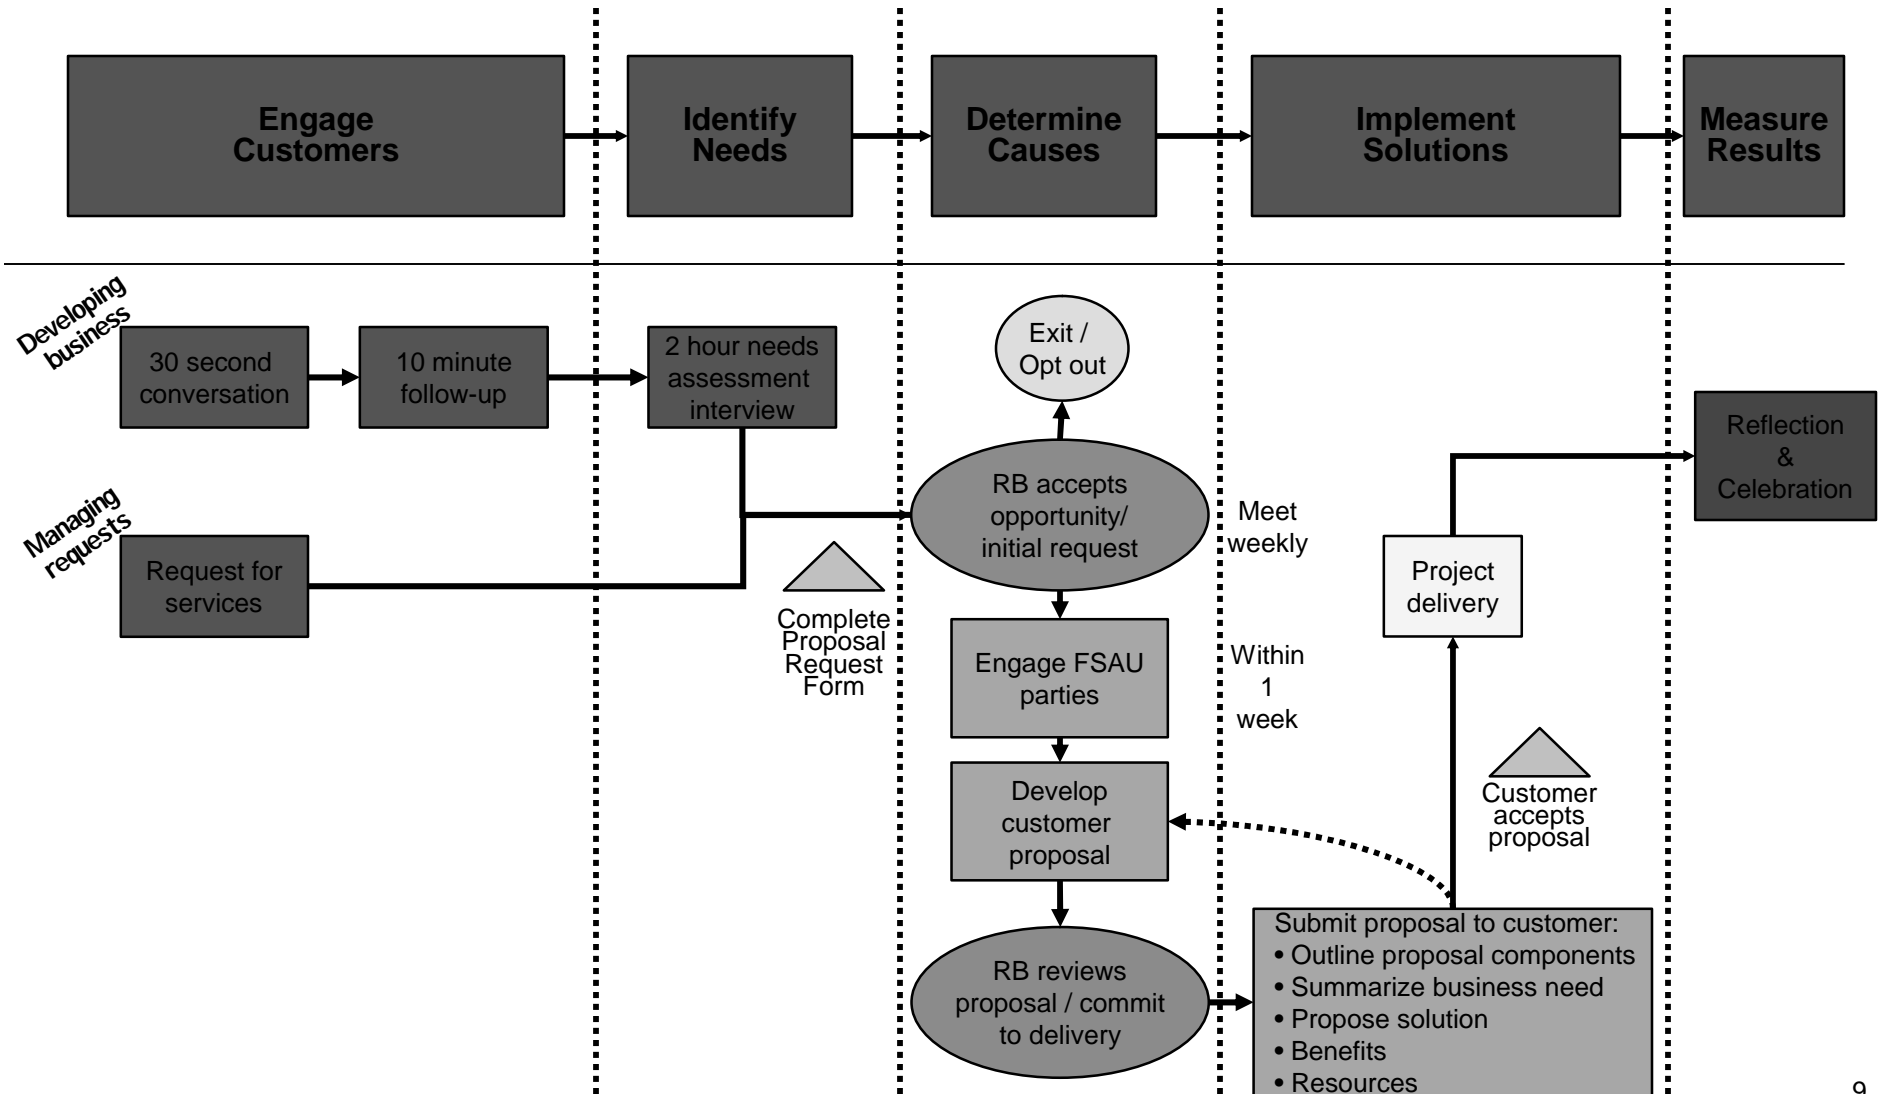 Engage
Customers
Identify
Needs
Determine
Causes
Implement
Solutions
Measure
Results
Developing
business
30 second
conversation
10 minute
follow-up
2 hour needs
assessment
interview
Exit /
Opt out
Reflection
&
Celebration
Managing
requests
Request for
services
Complete
Proposal
Request
Form
RB accepts
opportunity/
initial request
Meet
weekly
Engage FSAU
parties
Within
1
week
Project
delivery
Develop
customer
proposal
Customer
accepts
proposal
RB reviews
proposal / commit
to delivery
Submit proposal to customer:
• Outline proposal components
• Summarize business need
• Propose solution
• Benefits
• Resources
9